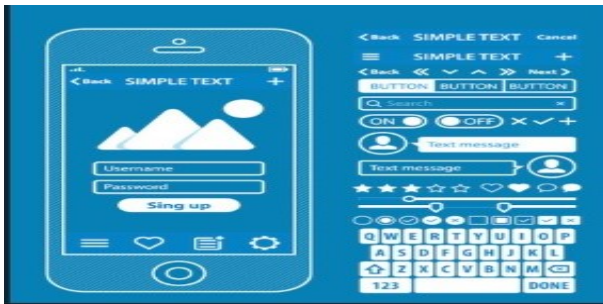 <Back SIMPLE TEXT +
Username
Password
Sing up
<Back SIMPLE TEXT Cancel
SIMPLE TEXT +
<Back Next >
BUTTON BUTTON BUTTON
Search ×
ON OFF
Text message
Text message
Q W E R T Y U I O P
A S D F G H J K L
Z X C V B N M
123 DONE